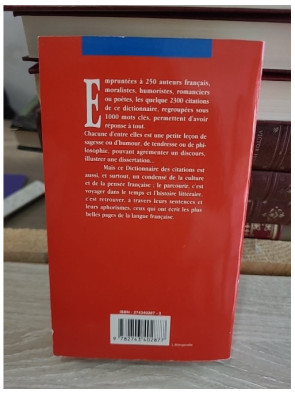 Empruntées à 250 auteurs français,
moralistes, humoristes, romanciers
ou poètes, les quelque 2300 citations
de ce dictionnaire, regroupées sous
1000 mots clés, permettent d'avoir
réponse à tout.
Chacune d'entre elles est une petite leçon de
sagesse ou d'humour, de tendresse ou de phi-
losophie, pouvant agrémenter un discours,
illustrer une dissertation...
Mais ce Dictionnaire des citations est
aussi, et surtout, un condensé de la culture
et de la pensée française : le parcourir, c'est
voyager dans le temps et l'histoire littéraire,
c'est retrouver, à travers leurs sentences et
leurs aphorismes, ceux qui ont écrit les plus
belles pages de la langue française.
ISBN
9 782743 402877